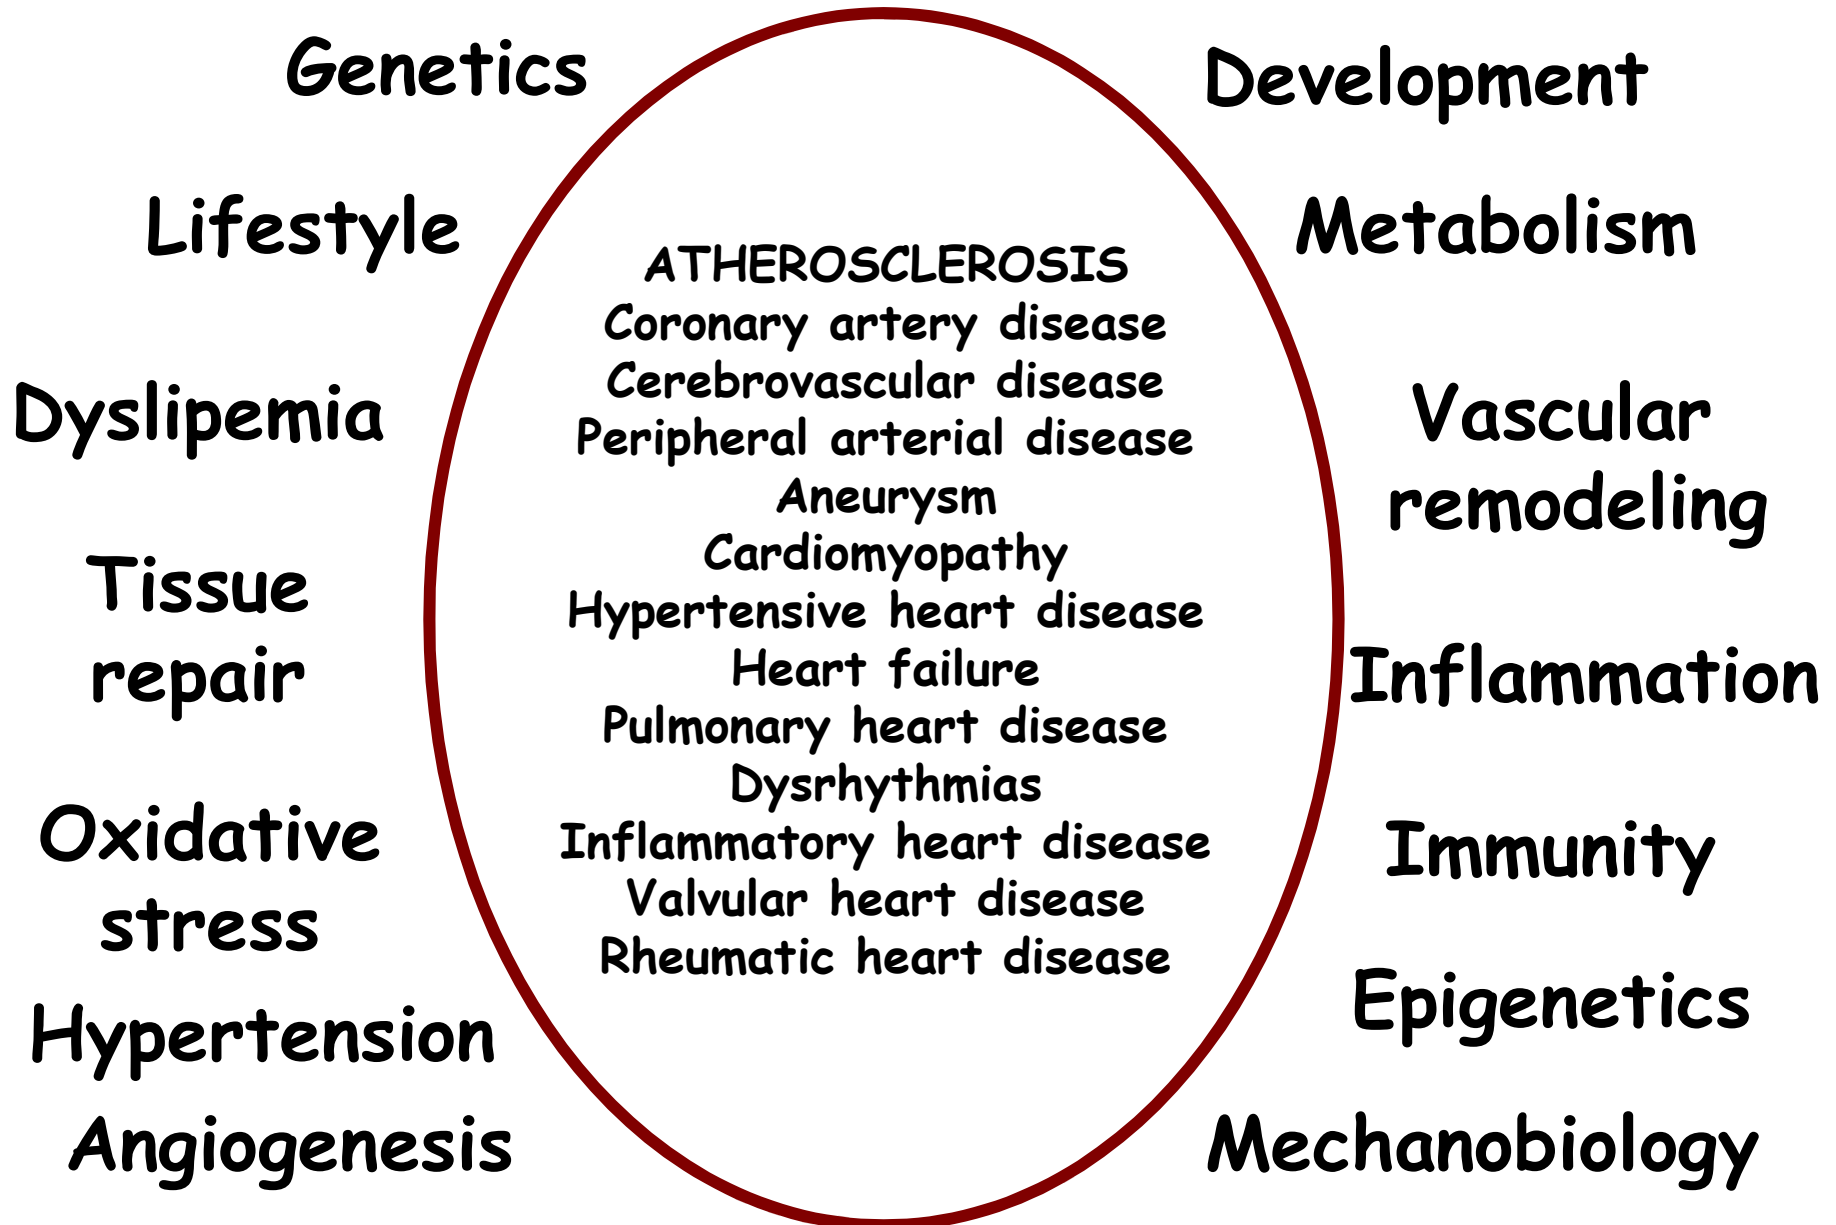 Genetics
Lifestyle
Dyslipemia
Tissue
repair
Oxidative
stress
Hypertension
Angiogenesis
ATHEROSCLEROSIS
Coronary artery disease
Cerebrovascular disease
Peripheral arterial disease
Aneurysm
Cardiomyopathy
Hypertensive heart disease
Heart failure
Pulmonary heart disease
Dysrhythmias
Inflammatory heart disease
Valvular heart disease
Rheumatic heart disease
Development
Metabolism
Vascular
remodeling
Inflammation
Immunity
Epigenetics
Mechanobiology